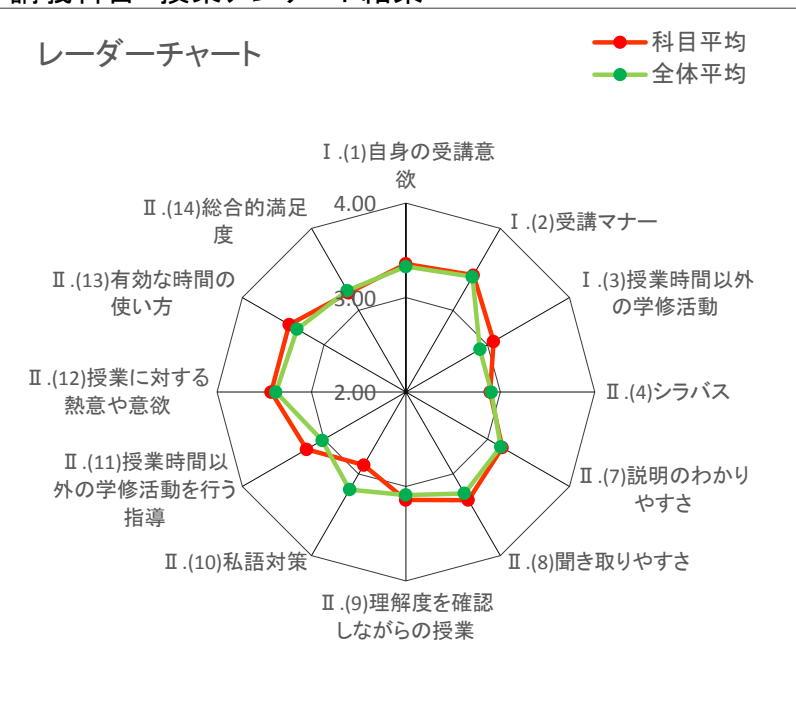 レーダーチャート
科目平均
全体平均
Ⅰ.(1)自身の受講意
欲
Ⅰ.(2)受講マナー
Ⅰ.(3)授業時間以外
の学修活動
Ⅱ.(4)シラバス
Ⅱ.(7)説明のわかり
やすさ
Ⅱ.(8)聞き取りやすさ
Ⅱ.(9)理解度を確認
しながらの授業
Ⅱ.(10)私語対策
Ⅱ.(11)授業時間以
外の学修活動を行う
指導
Ⅱ.(12)授業に対する
熱意や意欲
Ⅱ.(13)有効な時間の
使い方
Ⅱ.(14)総合的満足
度
4.00
3.00
2.00